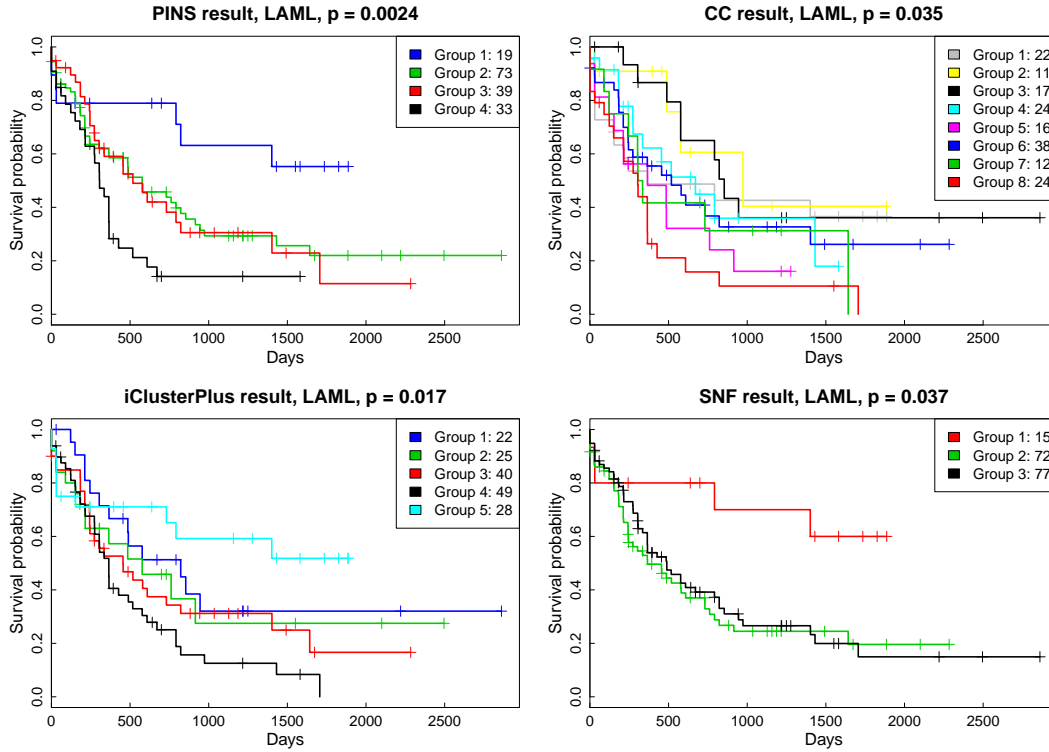 PINS result, LAML, p = 0.0024
Survival probability
1.0
0.8
0.6
0.4
0.2
0.0
Group 1: 19
Group 2: 73
Group 3: 39
Group 4: 33
0 500 1000 1500 2000 2500
Days
CC result, LAML, p = 0.035
Survival probability
1.0
0.8
0.6
0.4
0.2
0.0
Group 1: 22
Group 2: 11
Group 3: 17
Group 4: 24
Group 5: 16
Group 6: 38
Group 7: 12
Group 8: 24
0 500 1000 1500 2000 2500
Days
iClusterPlus result, LAML, p = 0.017
Survival probability
1.0
0.8
0.6
0.4
0.2
0.0
Group 1: 22
Group 2: 25
Group 3: 40
Group 4: 49
Group 5: 28
0 500 1000 1500 2000 2500
Days
SNF result, LAML, p = 0.037
Survival probability
1.0
0.8
0.6
0.4
0.2
0.0
Group 1: 15
Group 2: 72
Group 3: 77
0 500 1000 1500 2000 2500
Days